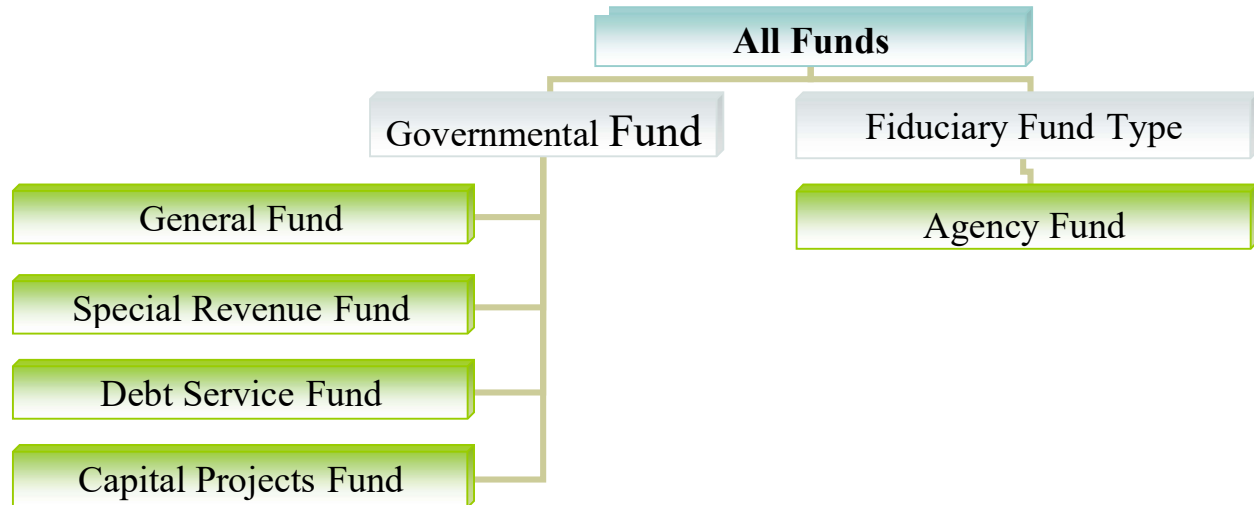 All Funds
Governmental Fund
Fiduciary Fund Type
General Fund
Agency Fund
Special Revenue Fund
Debt Service Fund
Capital Projects Fund